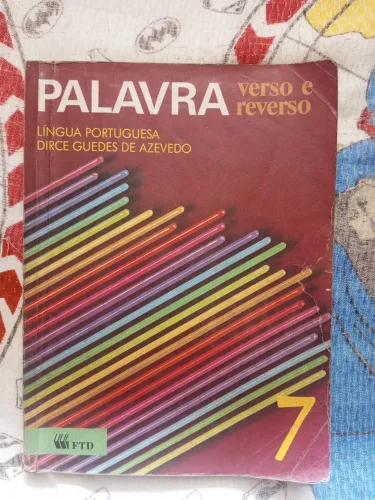 PALAVRA verso e
reverso
LÍNGUA PORTUGUESA
DIRCE GUEDES DE AZEVEDO
7
FTD